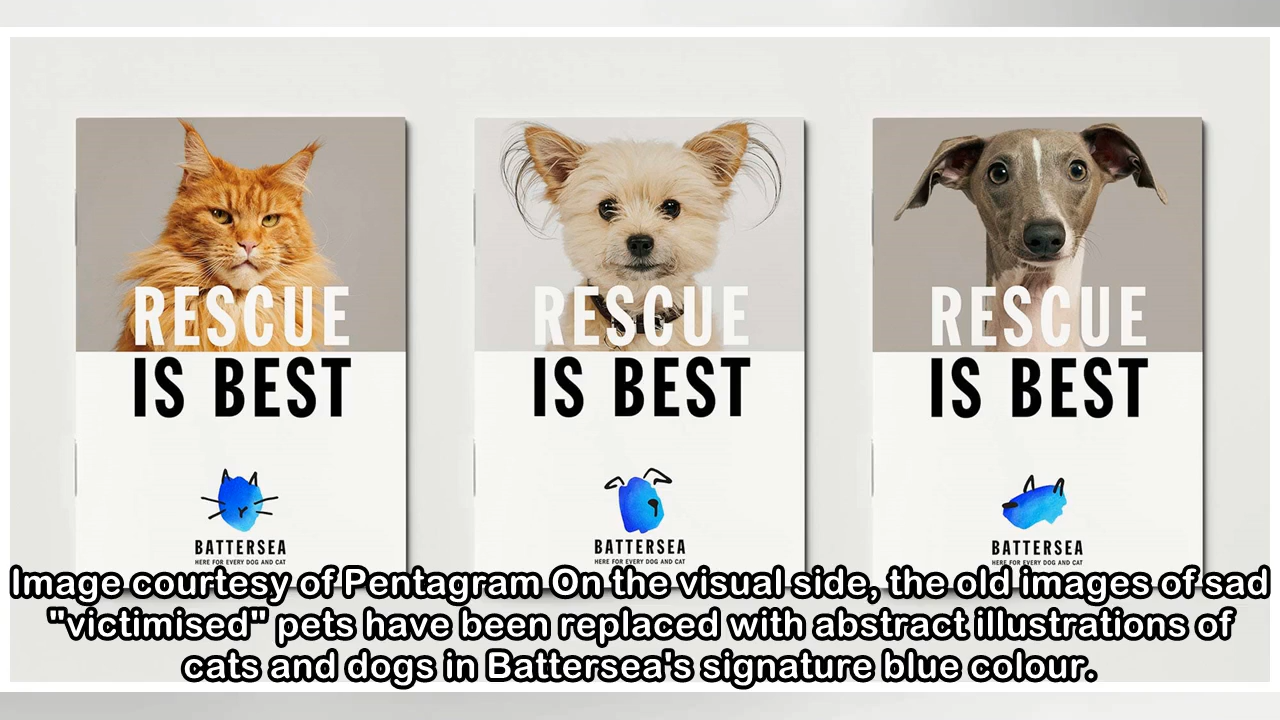 RESCUE
IS BEST
BATTERSEA
HERE FOR EVERY DOG AND CAT
RESCUE
IS BEST
BATTERSEA
HERE FOR EVERY DOG AND CAT
RESCUE
IS BEST
BATTERSEA
HERE FOR EVERY DOG AND CAT
Image courtesy of Pentagram On the visual side, the old images of sad
"victimised" pets have been replaced with abstract illustrations of
cats and dogs in Battersea's signature blue colour.